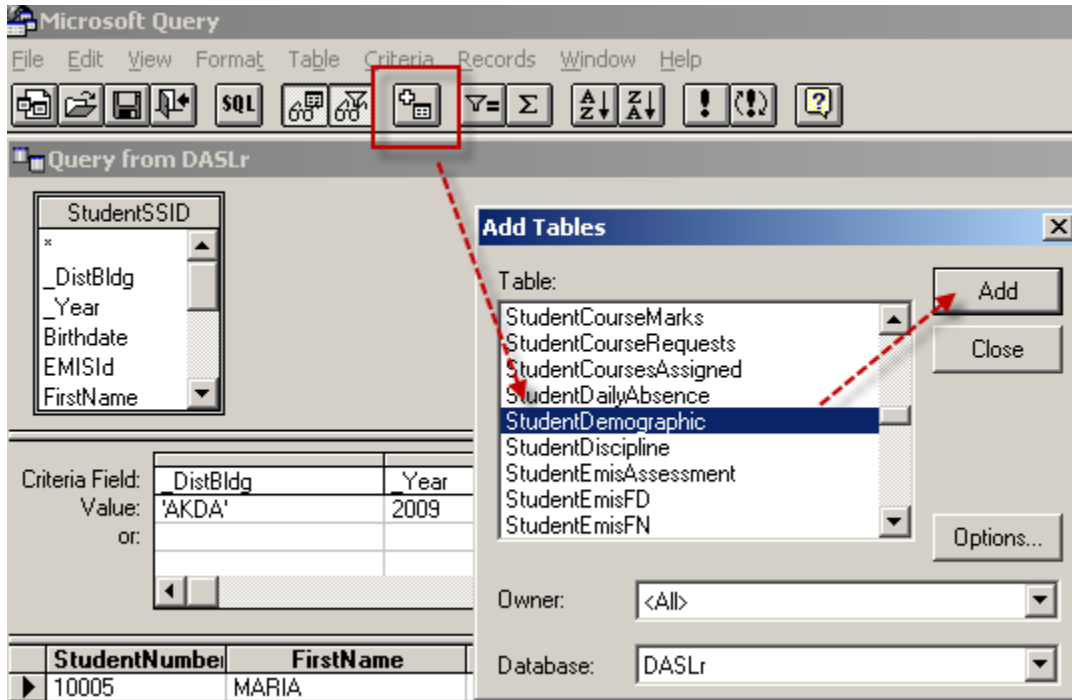 Microsoft Query
File Edit View Format Table Criteria Records Window Help
SQL
Query from DASLr
StudentSSID
*
_DistBldg
_Year
Birthdate
EMISId
FirstName
Add Tables
Table:
StudentCourseMarks
StudentCourseRequests
StudentCoursesAssigned
StudentDailyAbsence
StudentDemographic
StudentDiscipline
StudentEmisAssessment
StudentEmisFD
StudentEmisFN
Add
Close
Options...
Owner: <All>
Database: DASLr
Criteria Field: _DistBldg _Year
Value: 'AKDA' 2009
or:
StudentNumber FirstName
10005 MARIA